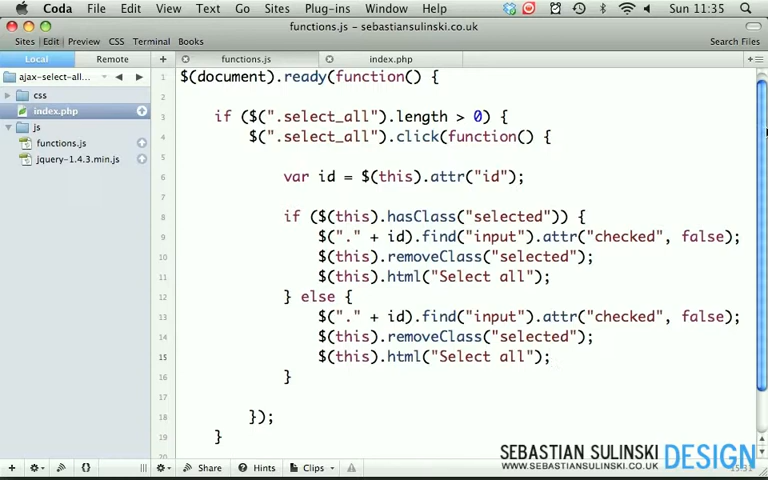 Coda File Edit View Text Go Sites Plug-ins Window Help Sun 11:35
functions.js - sebastiansulinski.co.uk
Sites Edit Preview CSS Terminal Books Search Files
Local Remote functions.js index.php
ajax-select-all...
css
index.php
js
functions.js
jquery-1.4.3.min.js
1 $(document).ready(function() {
2
3 if ($(".select_all").length > 0) {
4 $(".select_all").click(function() {
5
6 var id = $(this).attr("id");
7
8 if ($(this).hasClass("selected")) {
9 $("." + id).find("input").attr("checked", false);
10 $(this).removeClass("selected");
11 $(this).html("Select all");
12 } else {
13 $("." + id).find("input").attr("checked", false);
14 $(this).removeClass("selected");
15 $(this).html("Select all");
16 }
17
18 });
19 }
Share Hints Clips
SEBASTIAN SULINSKI DESIGN
WWW.SEBASTIANSULINSKI.CO.UK